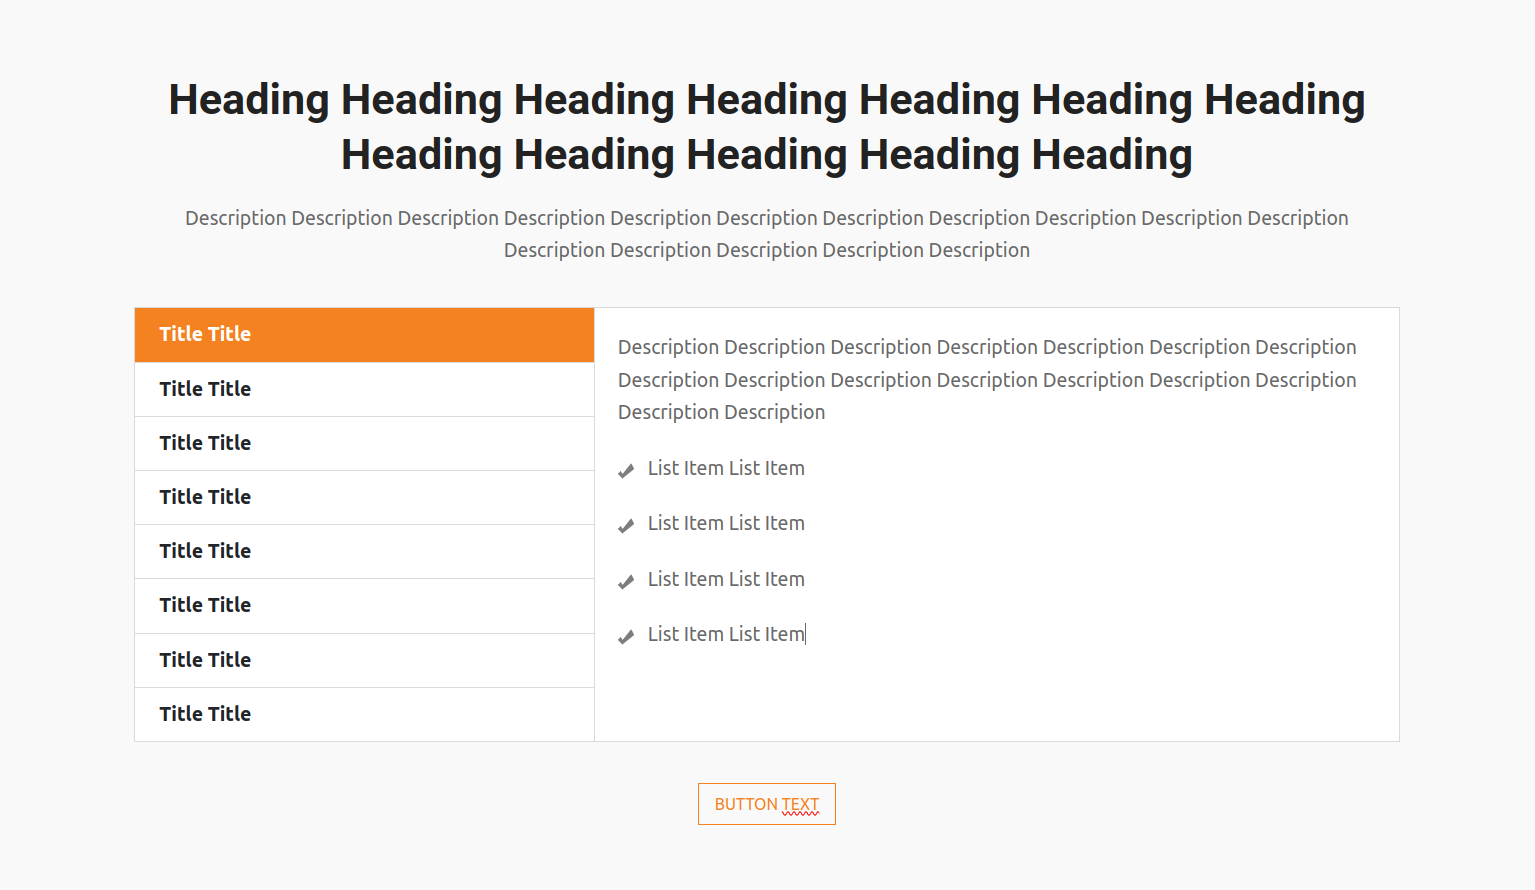 Heading Heading Heading Heading Heading Heading Heading
Heading Heading Heading Heading Heading
Description Description Description Description Description Description Description Description Description Description Description
Description Description Description Description Description
Title Title
Title Title
Title Title
Title Title
Title Title
Title Title
Title Title
Title Title
Description Description Description Description Description Description Description
Description Description Description Description Description Description Description
Description Description
List Item List Item
List Item List Item
List Item List Item
List Item List Item
BUTTON TEXT